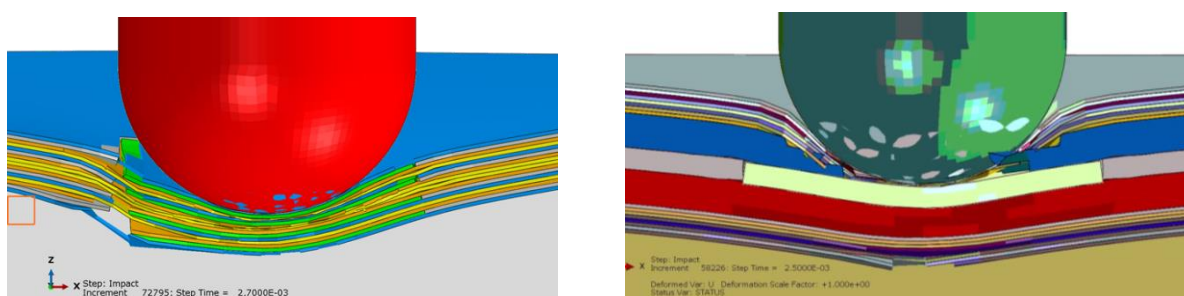 Z
X
Step: Impact
Increment 72795: Step Time = 2.7000E-03
X
Step: Impact
Increment 58226: Step Time = 2.5000E-03
Deformed Var: U Deformation Scale Factor: +1.000e+00
Status Var: STATUS